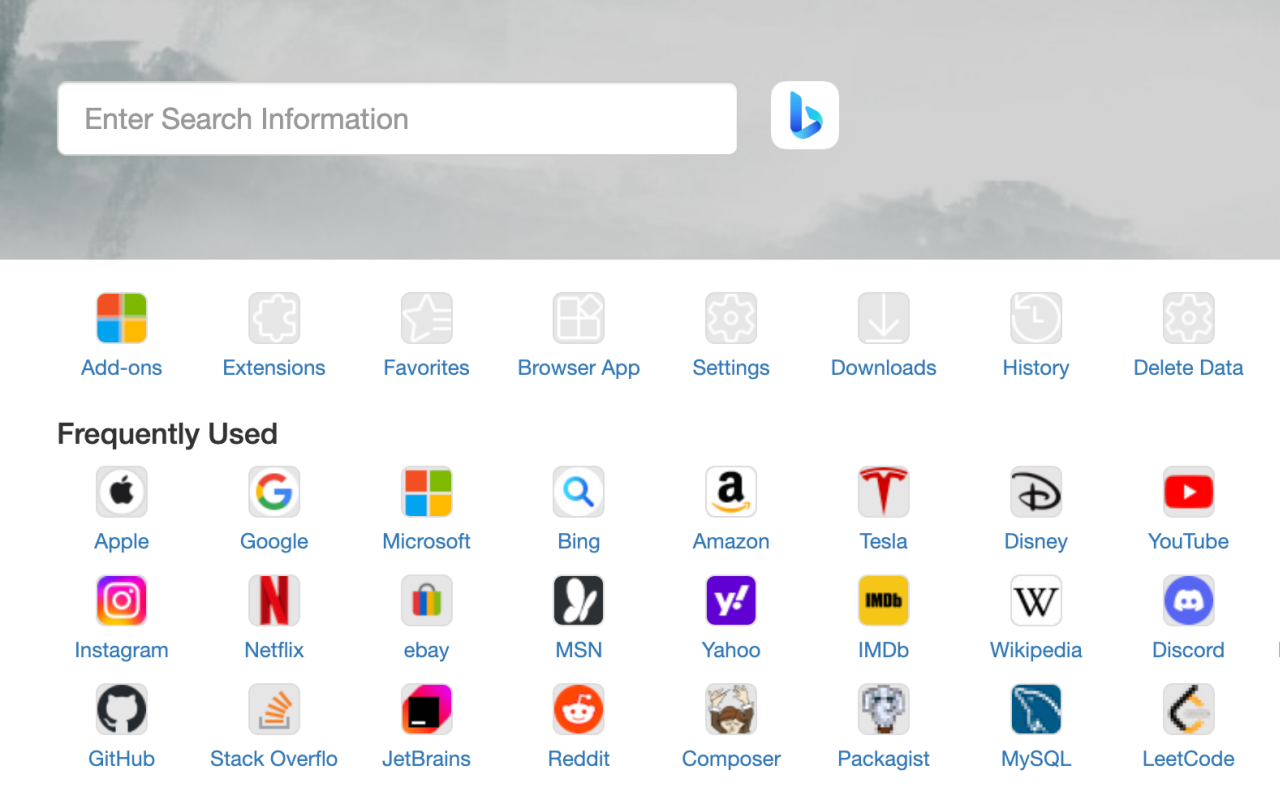 Enter Search Information
Add-ons Extensions Favorites Browser App Settings Downloads History Delete Data
Frequently Used
Apple Google Microsoft Bing Amazon Tesla Disney YouTube
IMDb
Instagram Netflix ebay MSN Yahoo IMDb Wikipedia Discord
GitHub Stack Overflo JetBrains Reddit Composer Packagist MySQL LeetCode